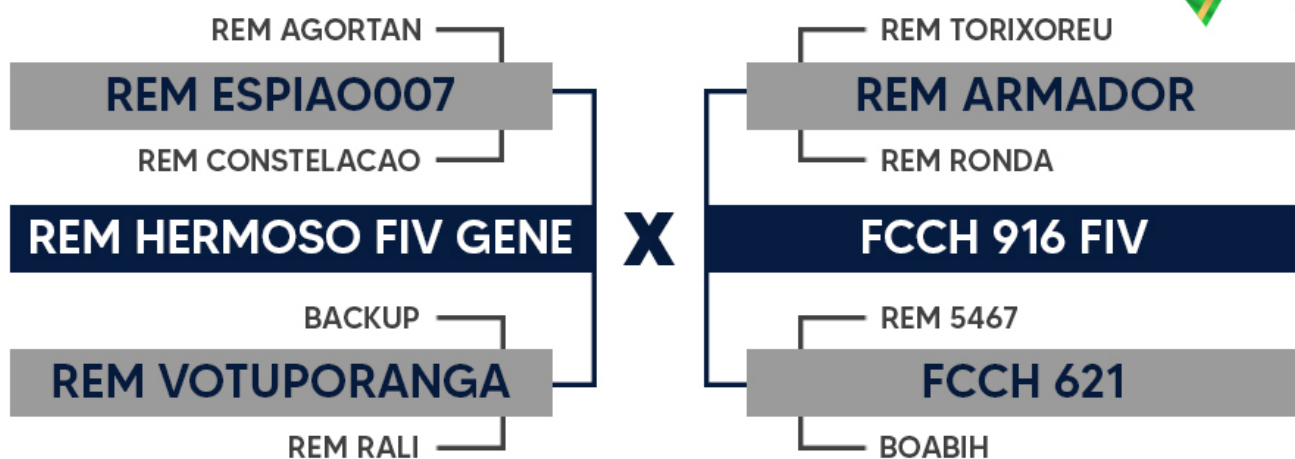 REM AGORTAN
REM TORIXOREU
REM ESPIAO007
REM ARMADOR
REM CONSTELACAO
REM RONDA
REM HERMOSO FIV GENE
X
FCCH 916 FIV
BACKUP
REM 5467
REM VOTUPORANGA
FCCH 621
REM RALI
BOABIH